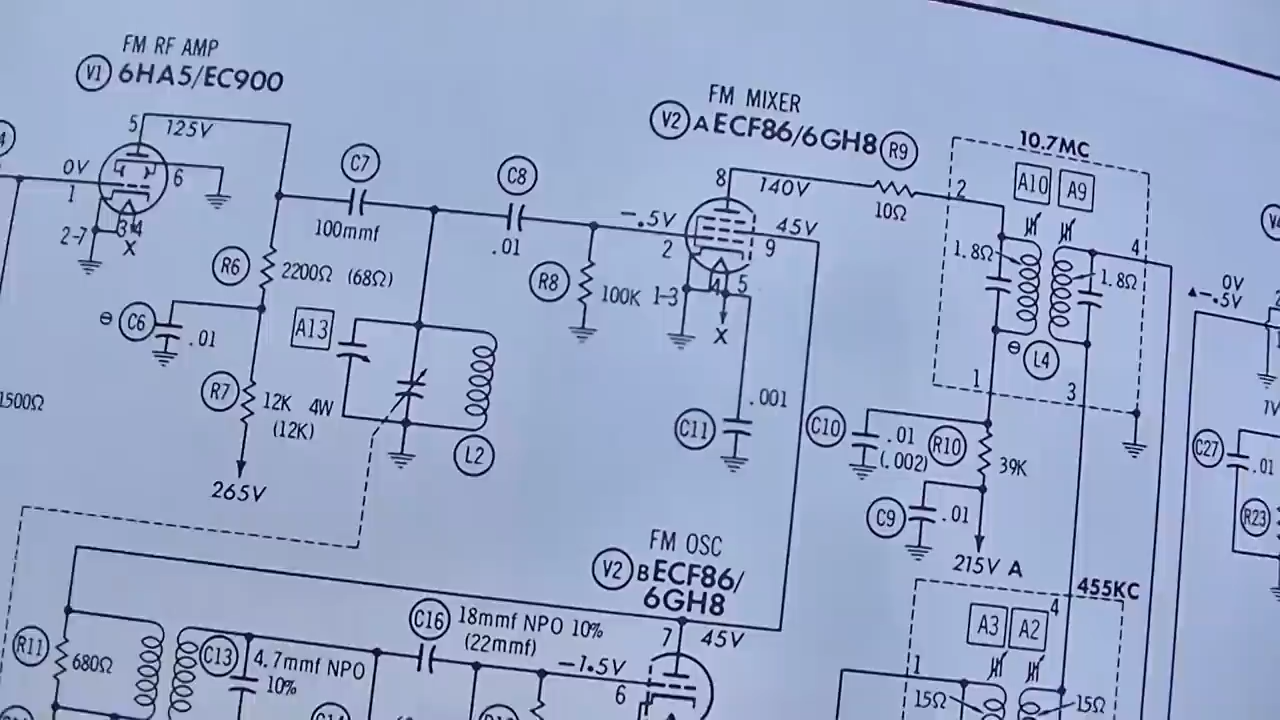 FM RF AMP
V1 6HA5/EC900
5 125V
0V
1
6
2-7
3 4
X
C7
100mmf
C8
.01
R6
2200Ω (68Ω)
⊖ C6
.01
A13
R7
12K 4W
(12K)
265V
L2
1500Ω
FM MIXER
V2 A ECF86/6GH8
R9
8
140V
10Ω
-.5V
2
45V
9
R8
100K
1-3
4 5
X
C11
.001
10.7MC
2
A10 A9
1.8Ω
4
1.8Ω
⊖ L4
1
3
C10
.01
(.002)
R10
39K
C9
.01
215V A
0V
▲-.5V
2
1
1V
C27
.01
R23
FM OSC
V2 B ECF86/
6GH8
7
45V
C16
18mmf NPO 10%
(22mmf)
-1.5V
6
R11
680Ω
C13
4.7mmf NPO
10%
455KC
A3 A2
4
1
15Ω
15Ω